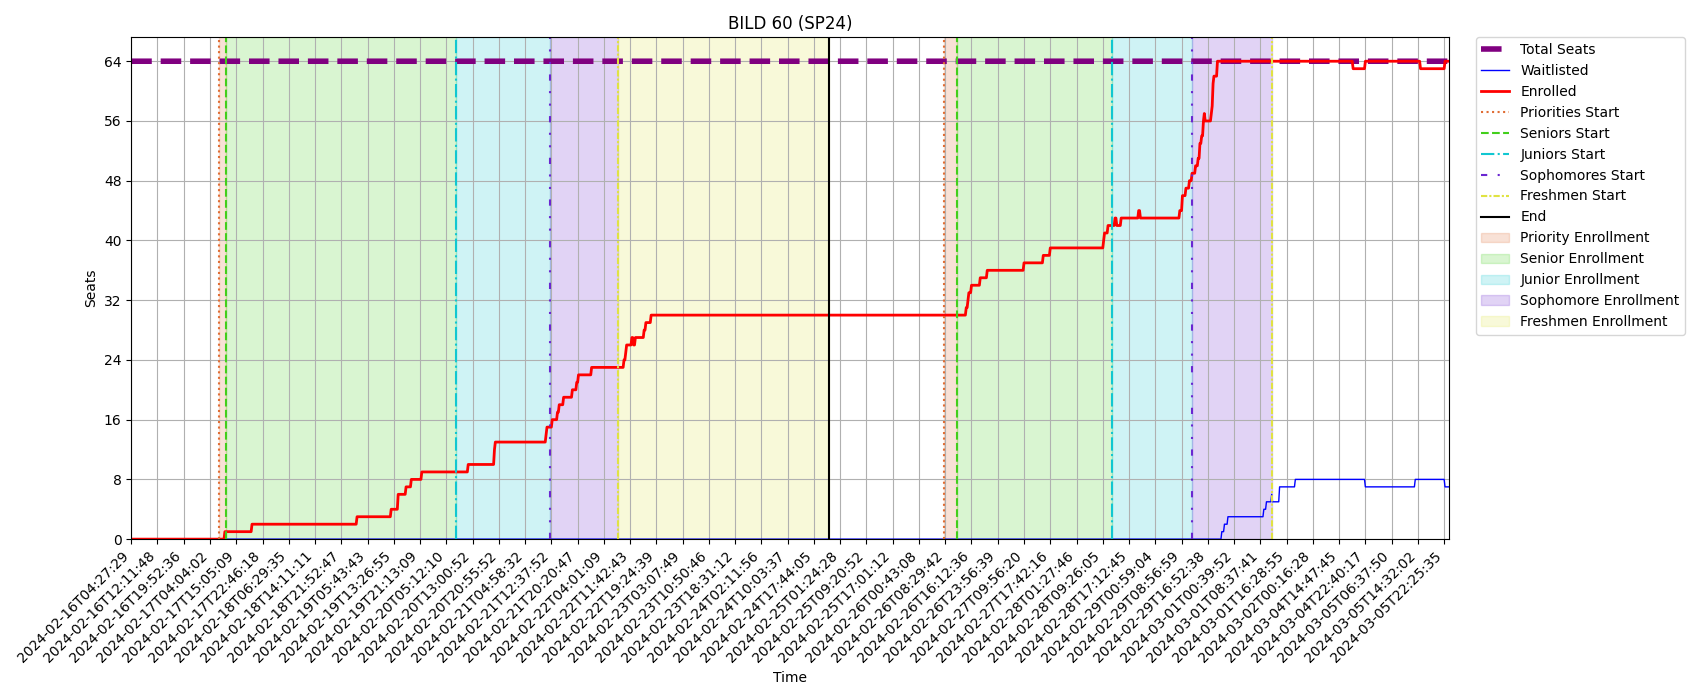 BILD 60 (SP24)
Seats
64
56
48
40
32
24
16
8
0
2024-02-16T04:27:29
2024-02-16T12:11:48
2024-02-16T19:52:36
2024-02-17T04:04:02
2024-02-17T15:05:09
2024-02-17T22:46:18
2024-02-18T06:29:35
2024-02-18T14:11:11
2024-02-18T21:52:47
2024-02-19T05:43:43
2024-02-19T13:26:55
2024-02-19T21:13:09
2024-02-20T05:12:10
2024-02-20T13:00:52
2024-02-20T20:55:52
2024-02-21T04:58:32
2024-02-21T12:37:52
2024-02-21T20:20:47
2024-02-22T04:01:09
2024-02-22T11:42:43
2024-02-22T19:24:39
2024-02-23T03:07:49
2024-02-23T10:50:46
2024-02-23T18:31:12
2024-02-24T02:11:56
2024-02-24T10:03:37
2024-02-24T17:44:05
2024-02-25T01:24:28
2024-02-25T09:20:52
2024-02-25T17:01:12
2024-02-26T00:43:08
2024-02-26T08:29:42
2024-02-26T16:12:36
2024-02-26T23:56:39
2024-02-27T09:56:20
2024-02-27T17:42:16
2024-02-28T01:27:46
2024-02-28T09:26:05
2024-02-28T17:12:45
2024-02-29T00:59:04
2024-02-29T08:56:59
2024-02-29T16:52:38
2024-03-01T00:39:52
2024-03-01T08:37:41
2024-03-01T16:28:55
2024-03-02T00:16:28
2024-03-04T14:47:45
2024-03-04T22:40:17
2024-03-05T06:37:50
2024-03-05T14:32:02
2024-03-05T22:25:35
Time
Total Seats
Waitlisted
Enrolled
Priorities Start
Seniors Start
Juniors Start
Sophomores Start
Freshmen Start
End
Priority Enrollment
Senior Enrollment
Junior Enrollment
Sophomore Enrollment
Freshmen Enrollment